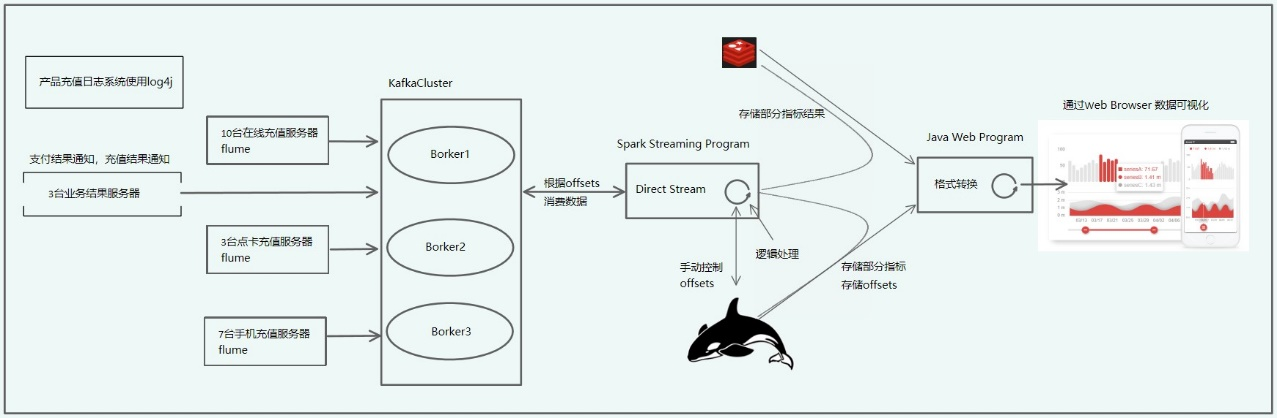 产品充值日志系统使用log4j
支付结果通知，充值结果通知
3台业务结果服务器
10台在线充值服务器
flume
3台点卡充值服务器
flume
7台手机充值服务器
flume
KafkaCluster
Borker1
Borker2
Borker3
根据offsets
消费数据
Spark Streaming Program
Direct Stream
手动控制
offsets
逻辑处理
存储部分指标结果
存储部分指标
存储offsets
Java Web Program
格式转换
通过web Browser 数据可视化